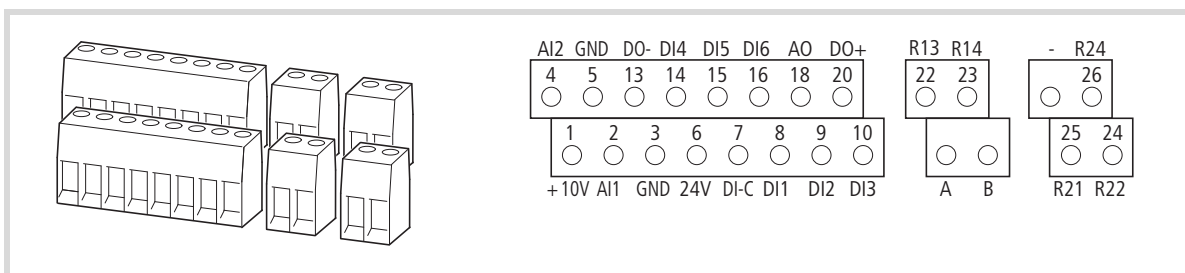 AI2 GND DO- DI4 DI5 DI6 AO DO+ R13 R14 - R24
4 5 13 14 15 16 18 20 22 23 26
1 2 3 6 7 8 9 10 25 24
+10V AI1 GND 24V DI-C DI1 DI2 DI3 A B R21 R22